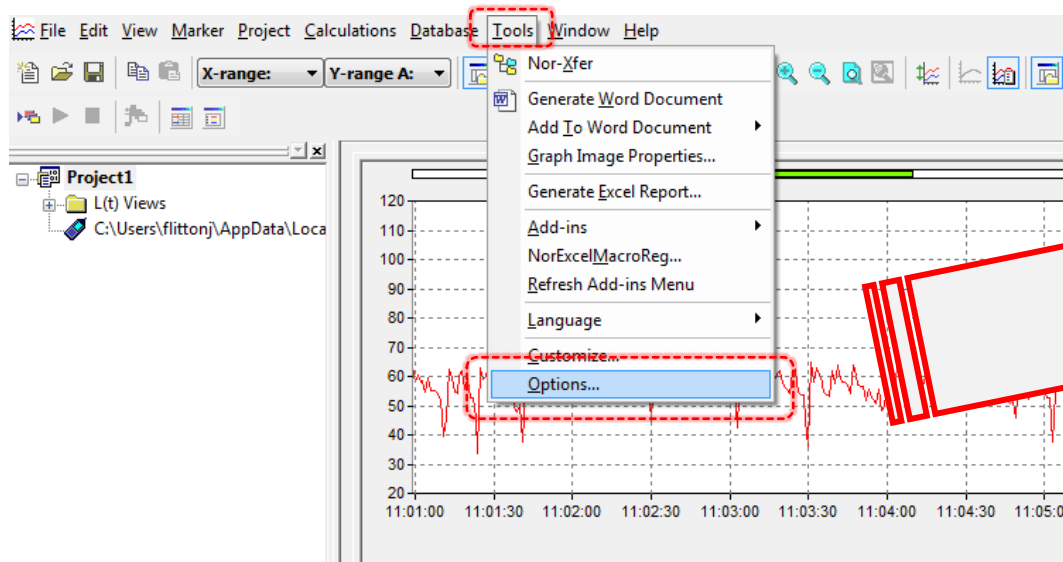 File Edit View Marker Project Calculations Database Tools Window Help
X-range: Y-range A:
Nor-Xfer
Generate Word Document
Add To Word Document
Graph Image Properties...
Generate Excel Report...
Add-ins
NorExcelMacroReg...
Refresh Add-ins Menu
Language
Customize...
Options...
Project1
L(t) Views
C:\Users\flittonj\AppData\Loca
120
110
100
90
80
70
60
50
40
30
20
11:01:00 11:01:30 11:02:00 11:02:30 11:03:00 11:03:30 11:04:00 11:04:30 11:05:0